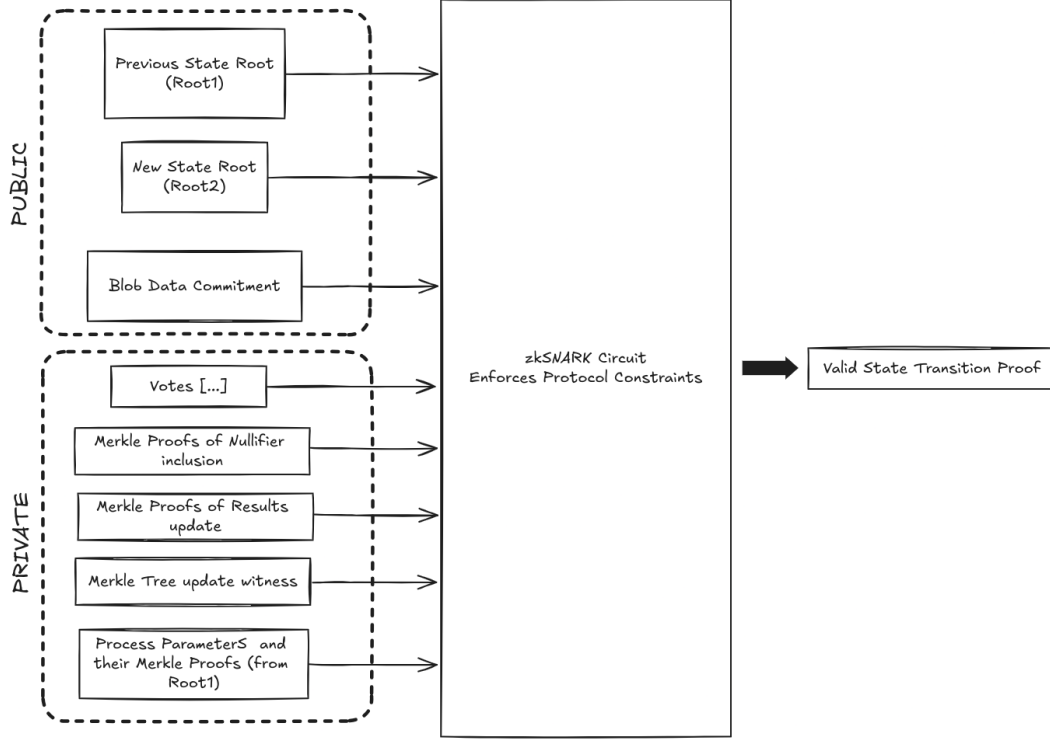 PUBLIC
Previous State Root
(Root1)
New State Root
(Root2)
Blob Data Commitment
PRIVATE
Votes [...]
Merkle Proofs of Nullifier
inclusion
Merkle Proofs of Results
update
Merkle Tree update witness
Process ParameterS and
their Merkle Proofs (from
Root1)
zkSNARK Circuit
Enforces Protocol Constraints
Valid State Transition Proof